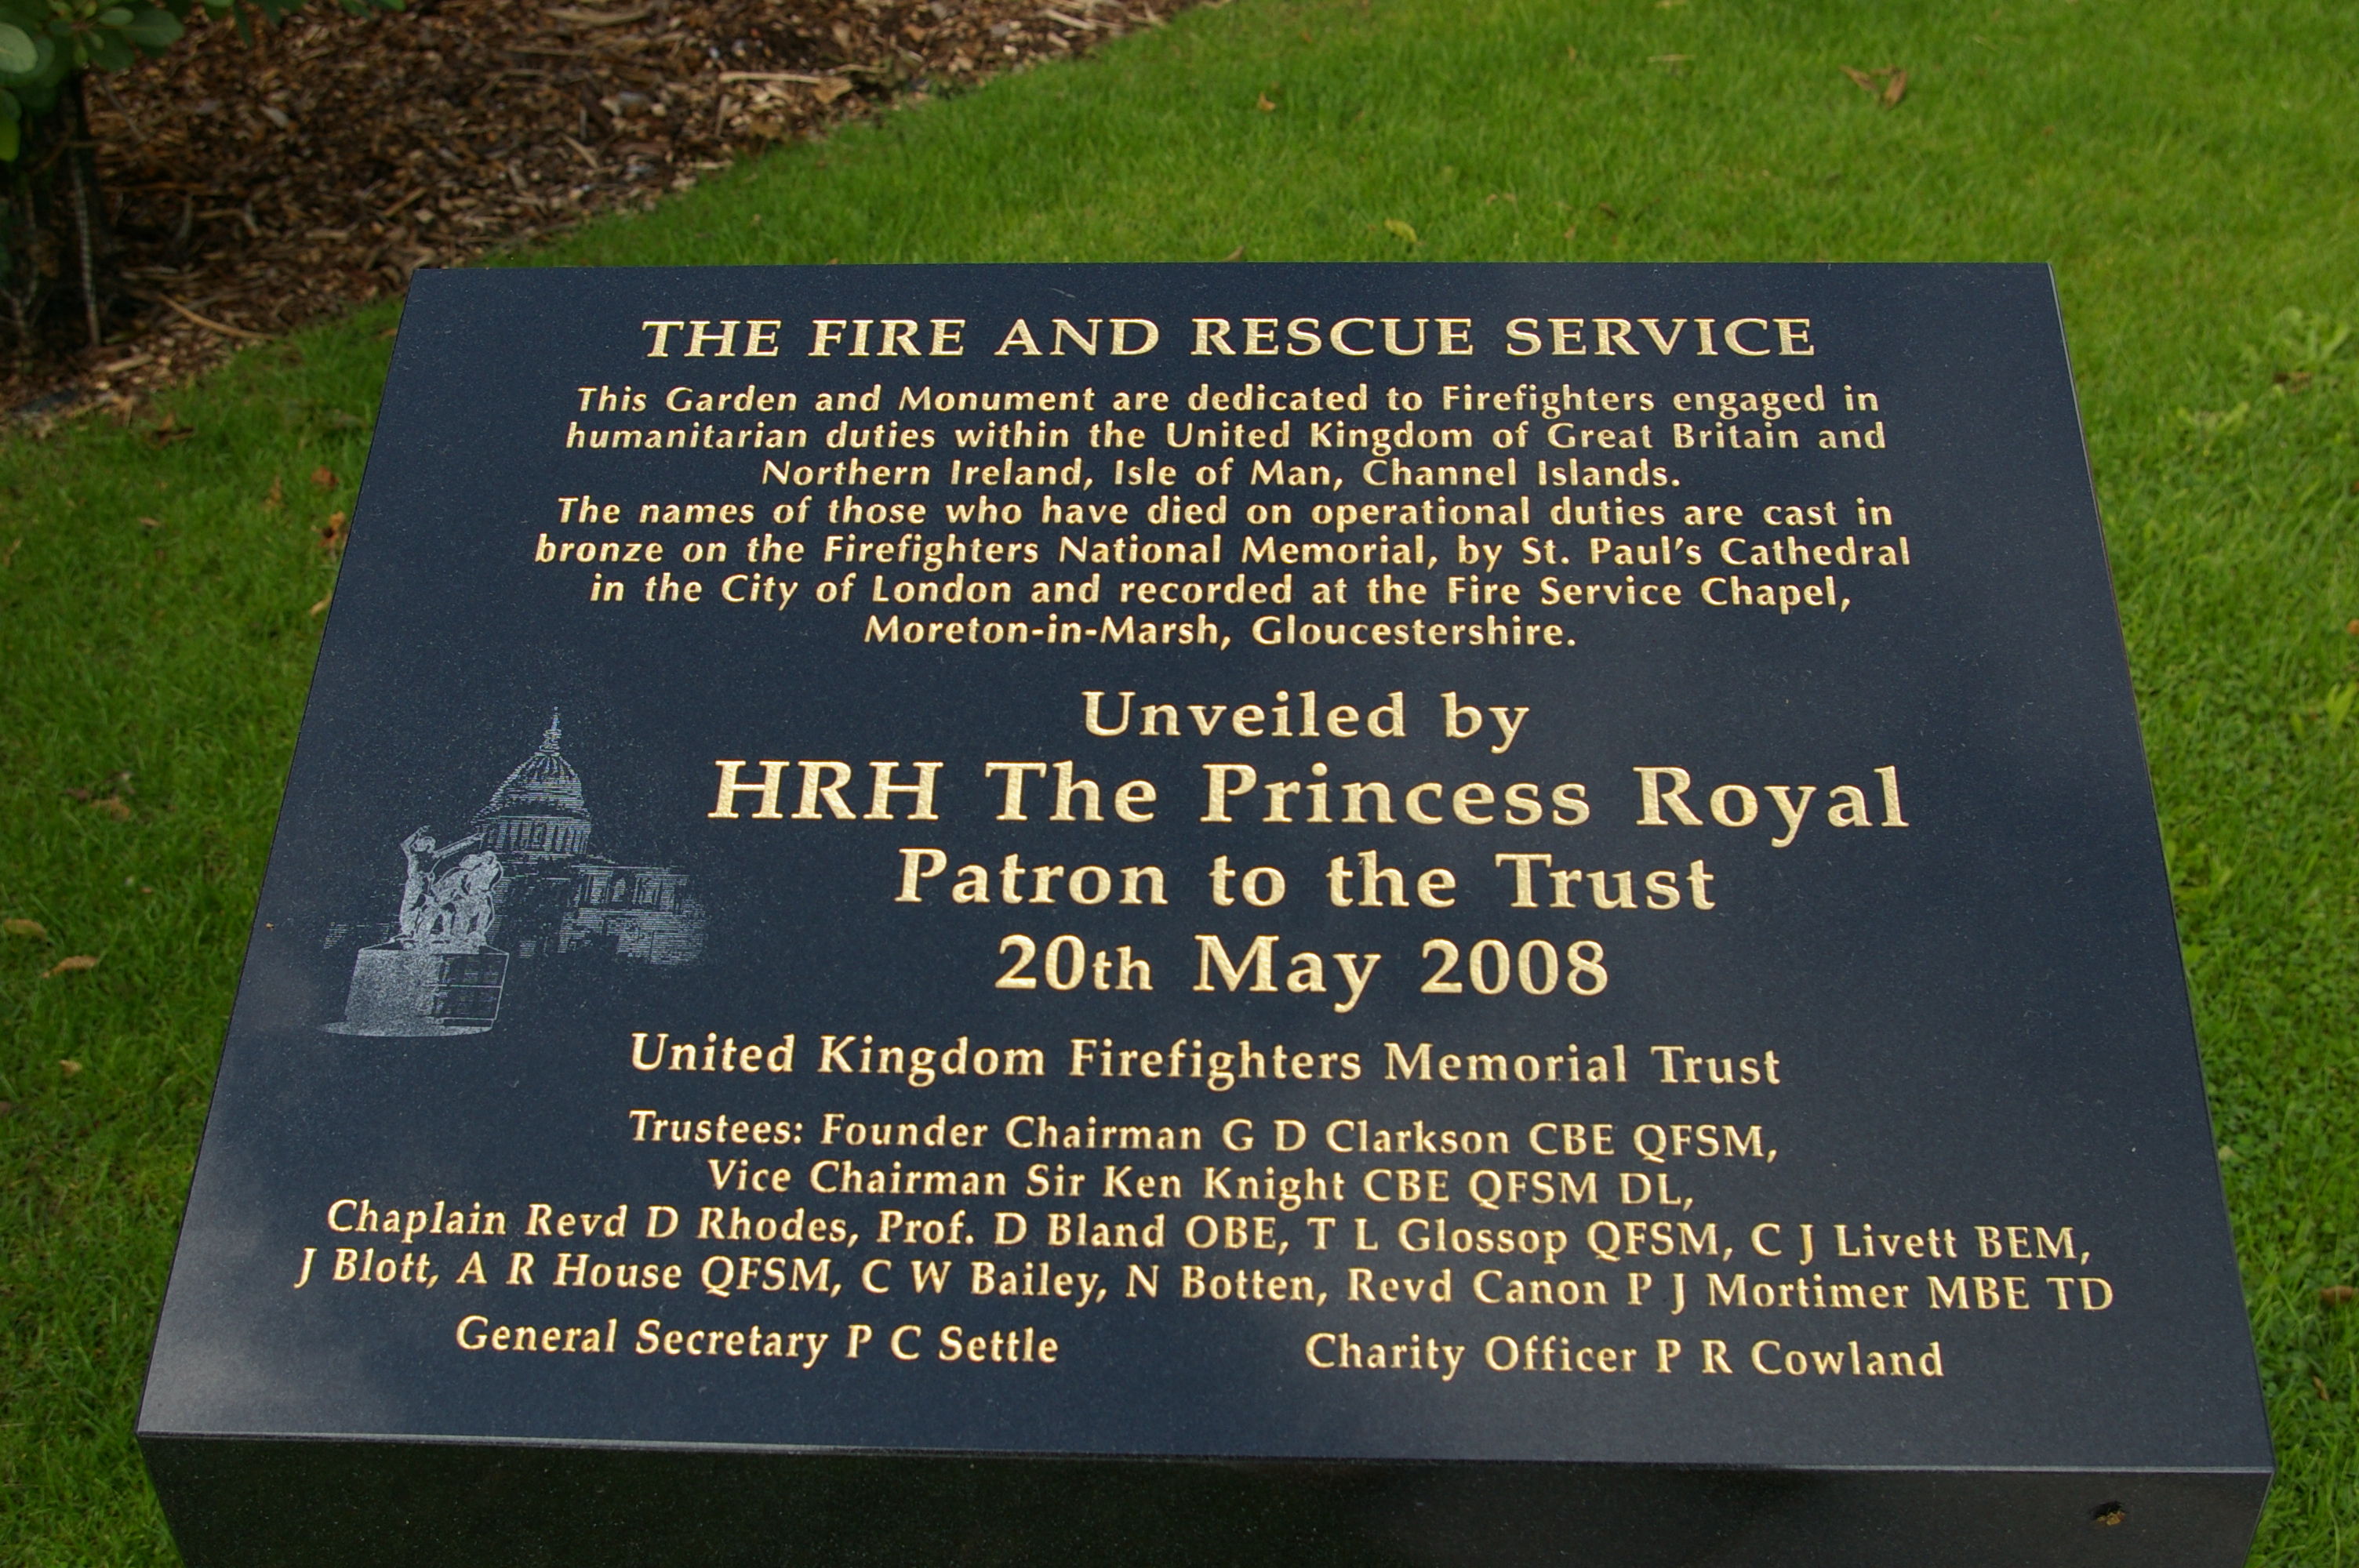 THE FIRE AND RESCUE SERVICE
This Garden and Monument are dedicated to Firefighters engaged in
humanitarian duties within the United Kingdom of Great Britain and
Northern Ireland, Isle of Man, Channel Islands.
The names of those who have died on operational duties are cast in
bronze on the Firefighters National Memorial, by St. Paul's Cathedral
in the City of London and recorded at the Fire Service Chapel,
Moreton-in-Marsh, Gloucestershire.
Unveiled by
HRH The Princess Royal
Patron to the Trust
20th May 2008
United Kingdom Firefighters Memorial Trust
Trustees: Founder Chairman G D Clarkson CBE QFSM,
Vice Chairman Sir Ken Knight CBE QFSM DL,
Chaplain Revd D Rhodes, Prof. D Bland OBE, T L Glossop QFSM, C J Livett BEM,
J Blott, A R House QFSM, C W Bailey, N Botten, Revd Canon P J Mortimer MBE TD
General Secretary P C Settle Charity Officer P R Cowland